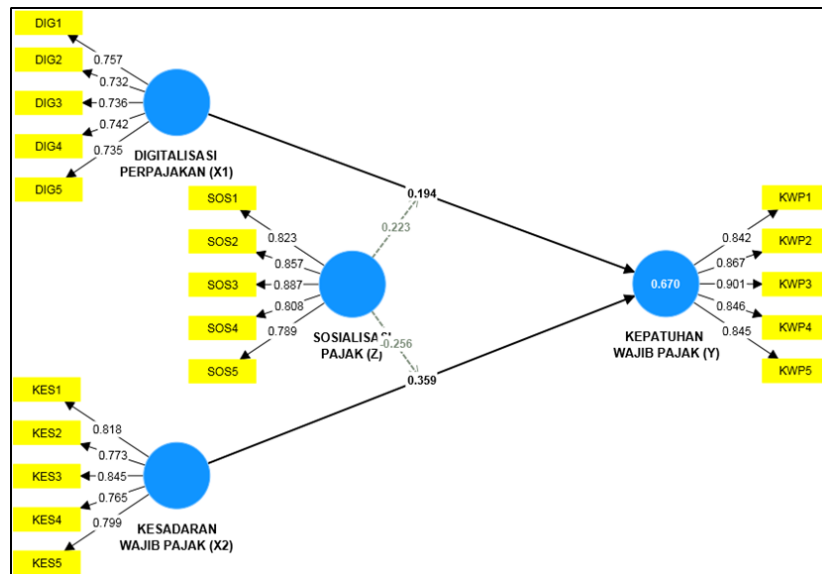 DIG1
DIG2
DIG3
DIG4
DIG5
0.757
0.732
0.736
0.742
0.735
DIGITALISASI
PERPAJAKAN (X1)
0.194
SOS1
SOS2
SOS3
SOS4
SOS5
0.823
0.857
0.887
0.808
0.789
0.223
SOSIALISASI
PAJAK (Z)
-0.256
0.359
0.670
KEPATUHAN
WAJIB PAJAK (Y)
0.842
0.867
0.901
0.846
0.845
KWP1
KWP2
KWP3
KWP4
KWP5
KES1
KES2
KES3
KES4
KES5
0.818
0.773
0.845
0.765
0.799
KESADARAN
WAJIB PAJAK (X2)